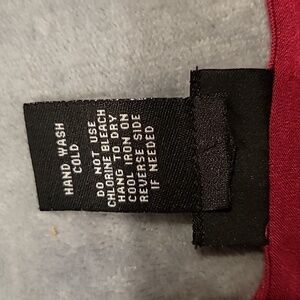 HAND WASH
COLD
DO NOT USE
CHLORINE BLEACH
HANG TO DRY
COOL IRON ON
REVERSE SIDE
IF NEEDED